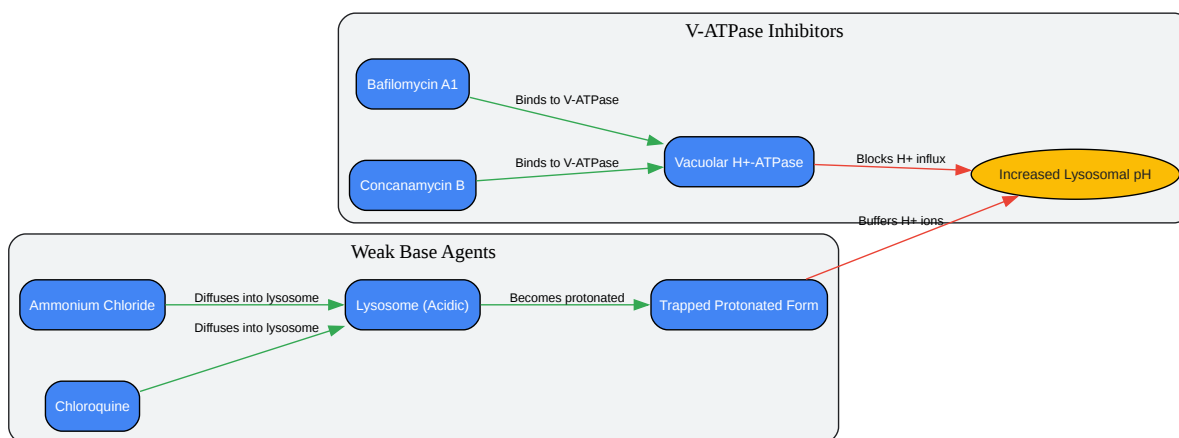 V-ATPase Inhibitors
Bafilomycin A1
Binds to V-ATPase
Concanamycin B
Binds to V-ATPase
Vacuolar H+-ATPase
Blocks H+ influx
Increased Lysosomal pH
Buffers H+ ions
Weak Base Agents
Ammonium Chloride
Diffuses into lysosome
Lysosome (Acidic)
Becomes protonated
Trapped Protonated Form
Diffuses into lysosome
Chloroquine